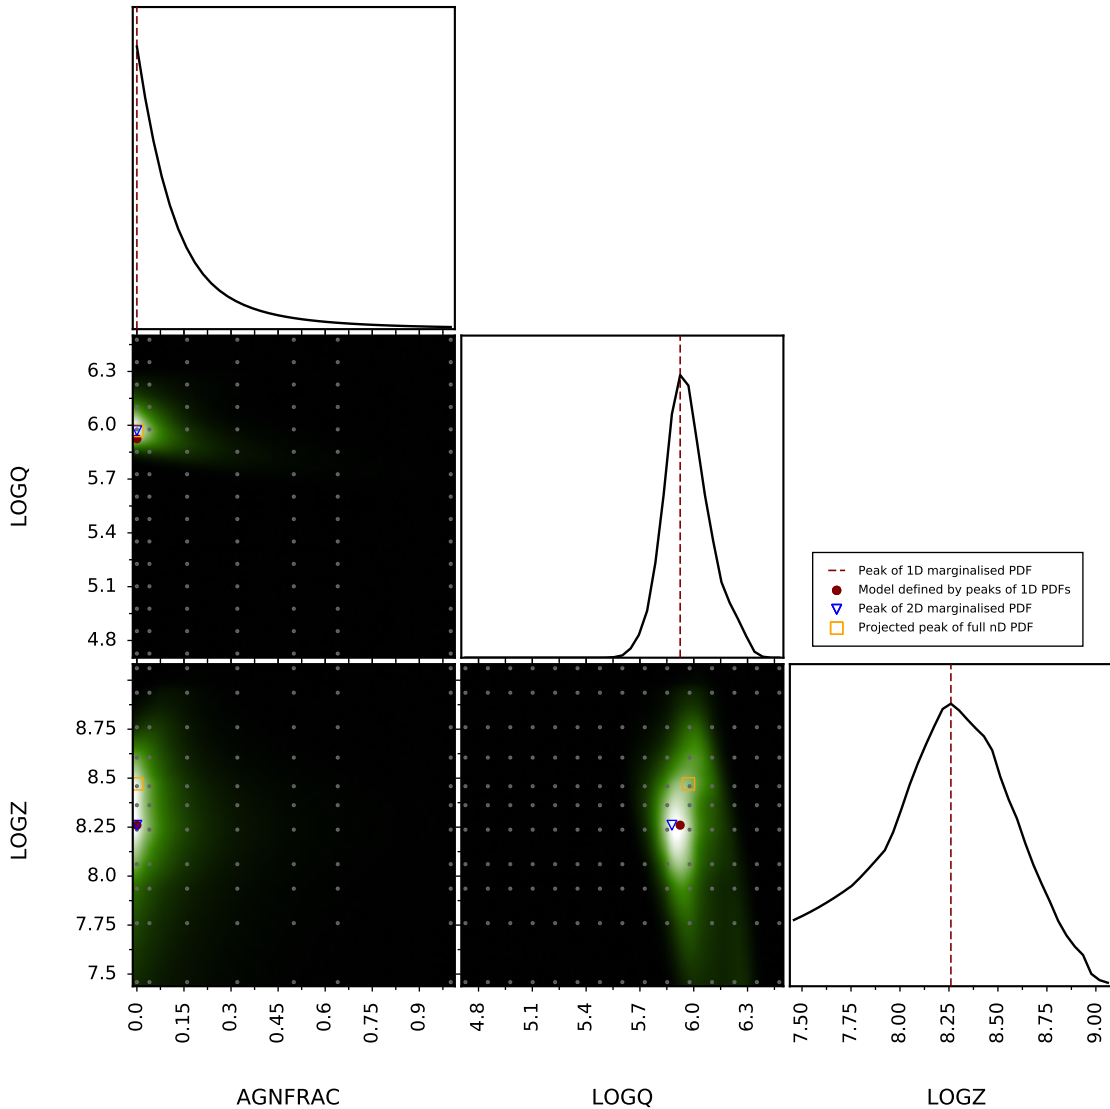 6.3
6.0
5.7
5.4
5.1
4.8
LOGQ
Peak of 1D marginalised PDF
Model defined by peaks of 1D PDFs
Peak of 2D marginalised PDF
Projected peak of full nD PDF
8.75
8.5
8.25
8.0
7.75
7.5
LOGZ
0.0 0.15 0.3 0.45 0.6 0.75 0.9
4.8 5.1 5.4 5.7 6.0 6.3
7.50 7.75 8.00 8.25 8.50 8.75 9.00
AGNFRAC
LOGQ
LOGZ